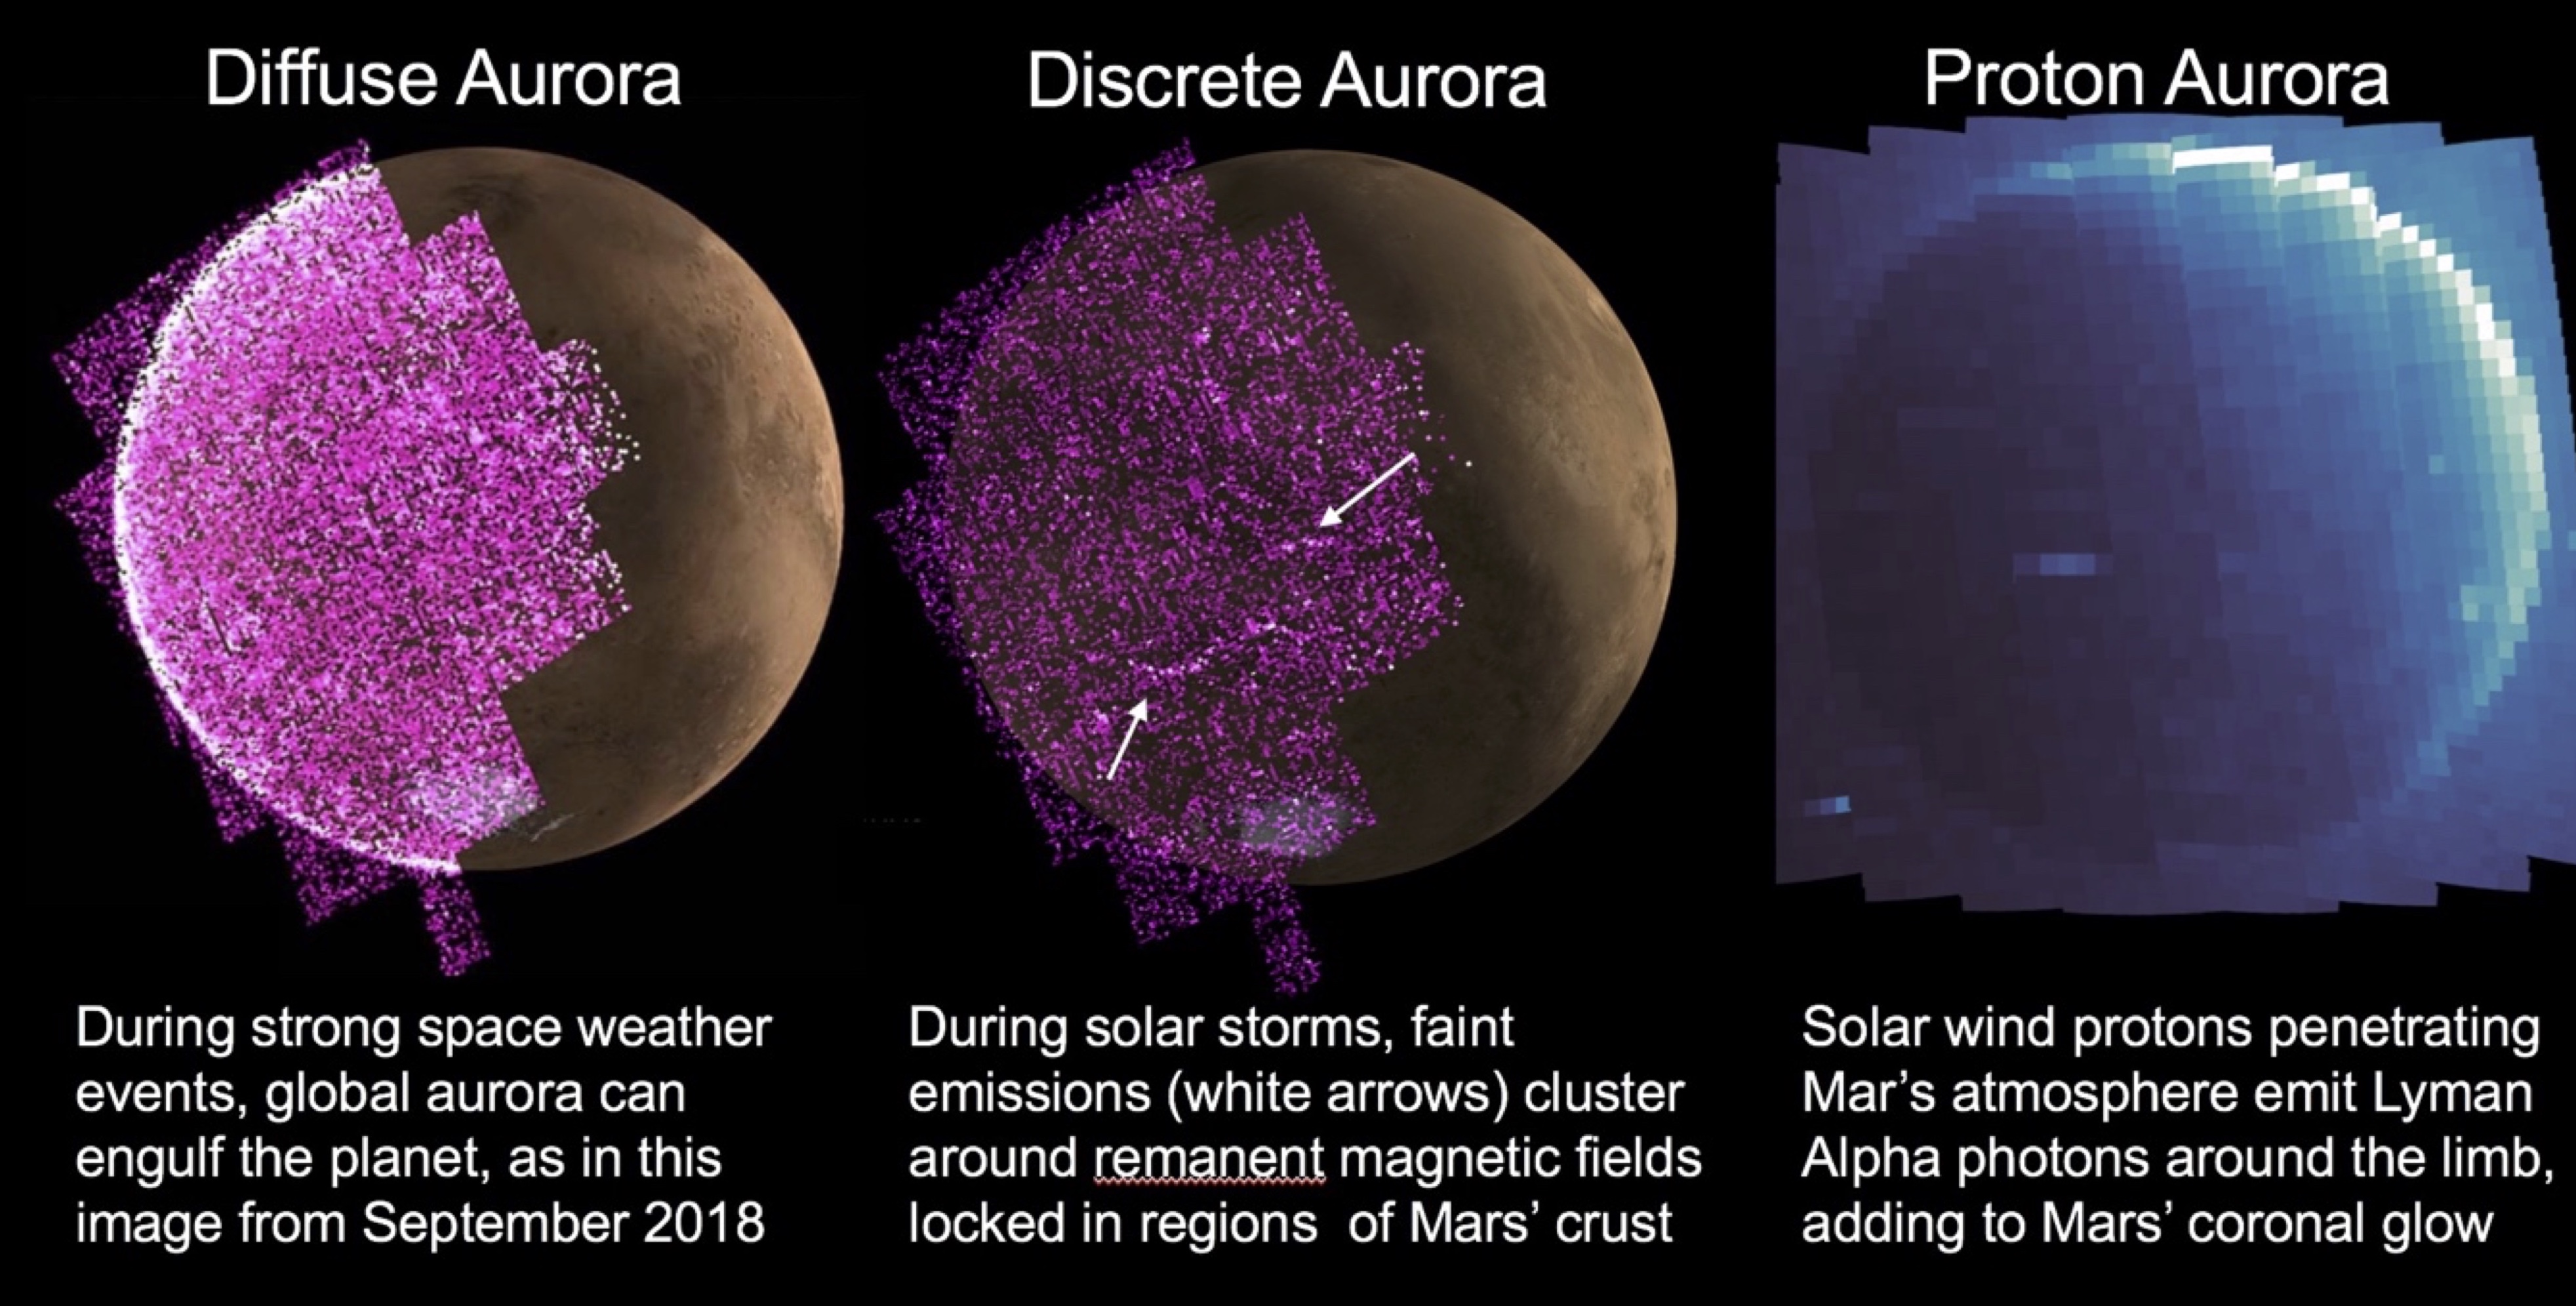 Diffuse Aurora
Discrete Aurora
Proton Aurora
During strong space weather
events, global aurora can
engulf the planet, as in this
image from September 2018
During solar storms, faint
emissions (white arrows) cluster
around remanent magnetic fields
locked in regions  of Mars’ crust
Solar wind protons penetrating
Mar’s atmosphere emit Lyman
Alpha photons around the limb,
adding to Mars’ coronal glow